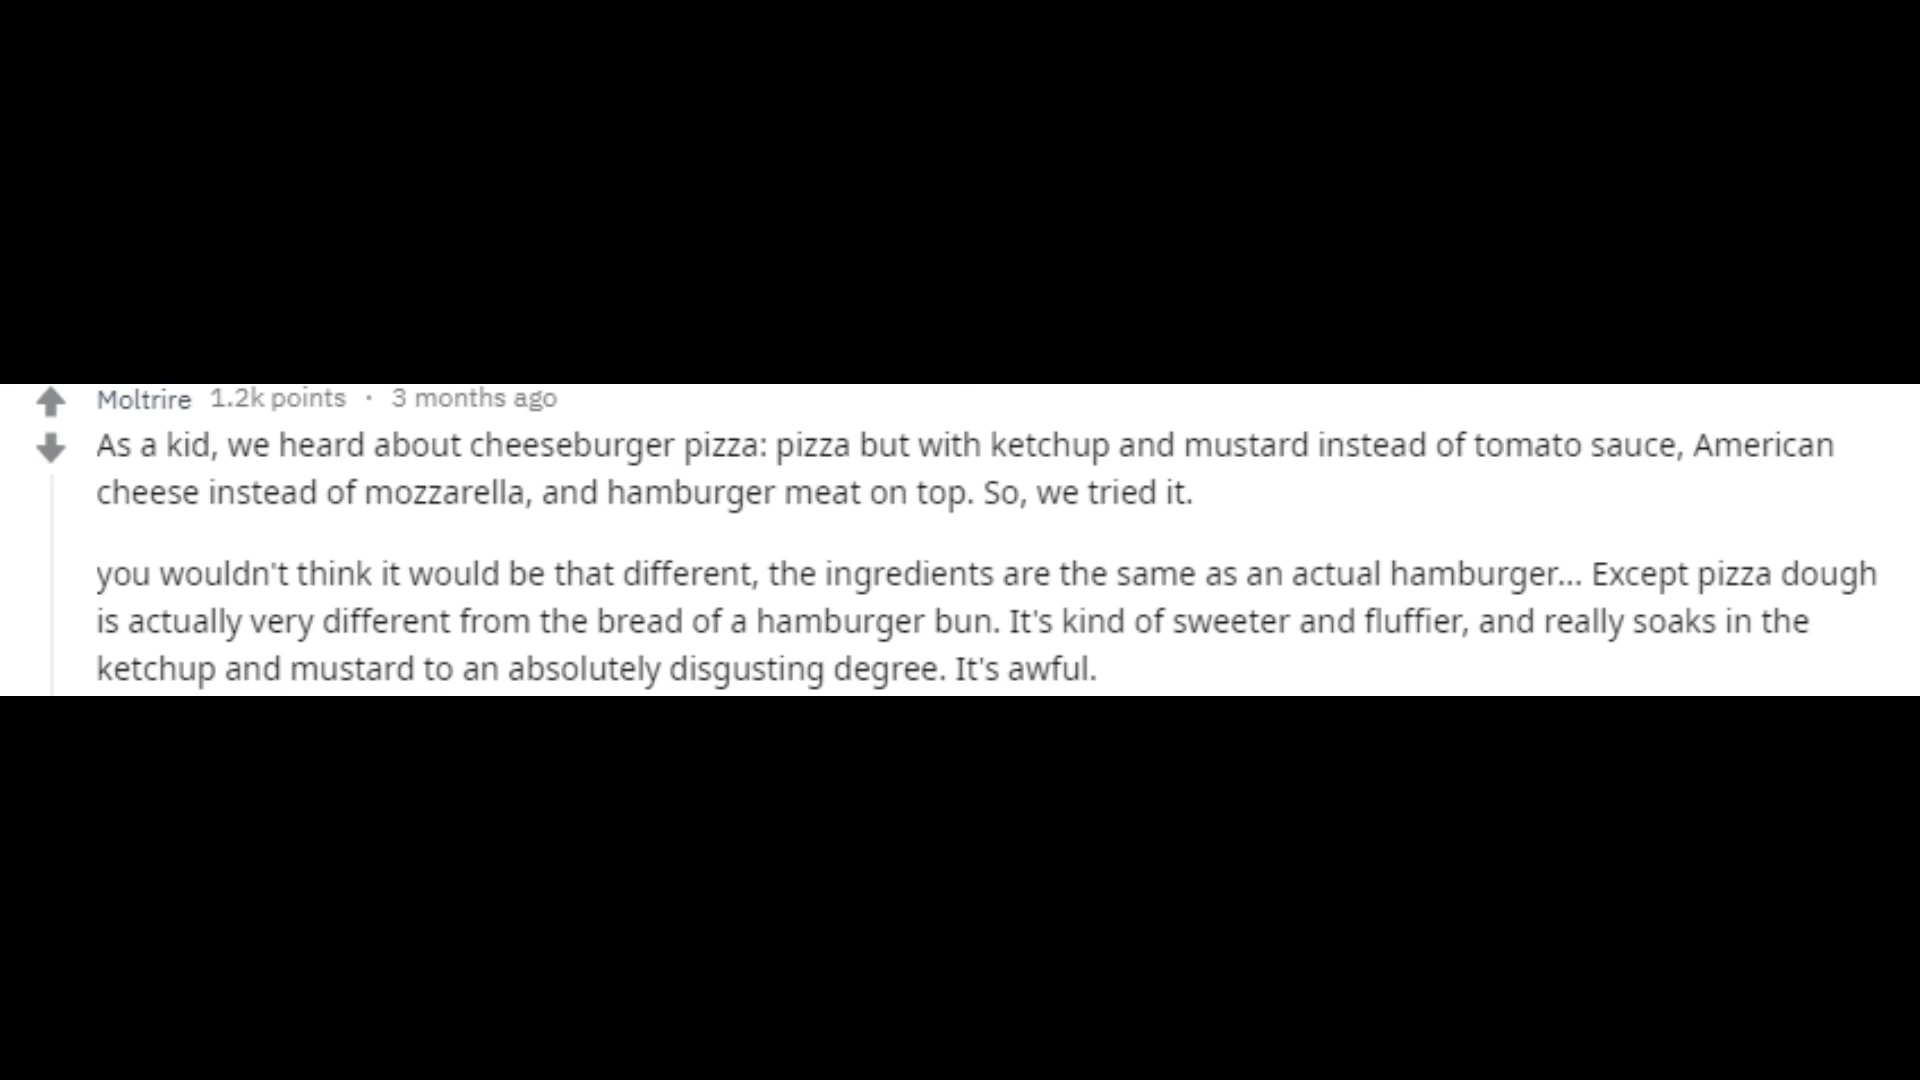 Moltrire 1.2k points · 3 months ago
As a kid, we heard about cheeseburger pizza: pizza but with ketchup and mustard instead of tomato sauce, American
cheese instead of mozzarella, and hamburger meat on top. So, we tried it.
you wouldn't think it would be that different, the ingredients are the same as an actual hamburger... Except pizza dough
is actually very different from the bread of a hamburger bun. It's kind of sweeter and fluffier, and really soaks in the
ketchup and mustard to an absolutely disgusting degree. It's awful.